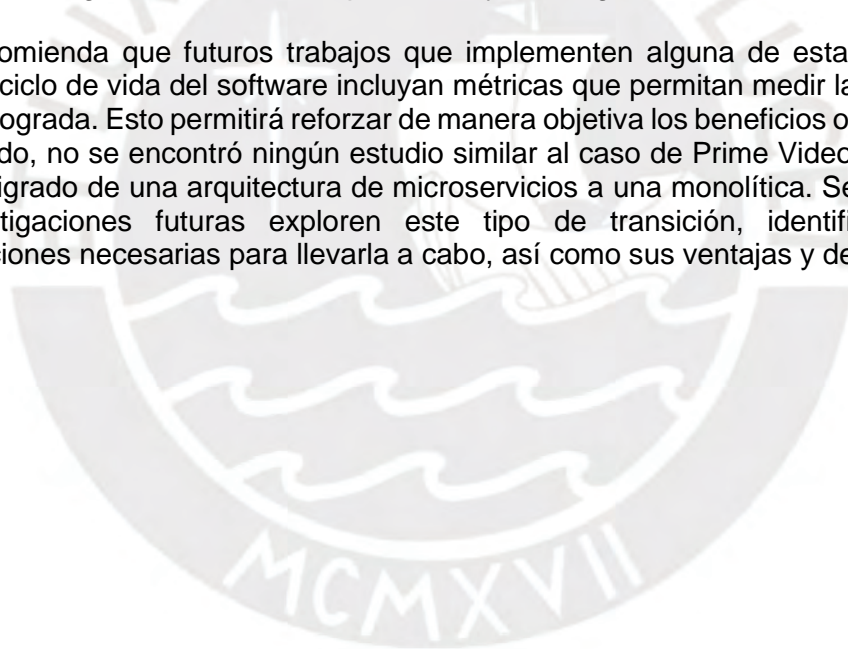 omienda que futuros trabajos que implementen alguna de esta
ciclo de vida del software incluyan métricas que permitan medir la
ograda. Esto permitirá reforzar de manera objetiva los beneficios o
do, no se encontró ningún estudio similar al caso de Prime Video
igrado de una arquitectura de microservicios a una monolítica. Se
tigaciones futuras exploren este tipo de transición, identifi
ciones necesarias para llevarla a cabo, así como sus ventajas y de
MCMXVII